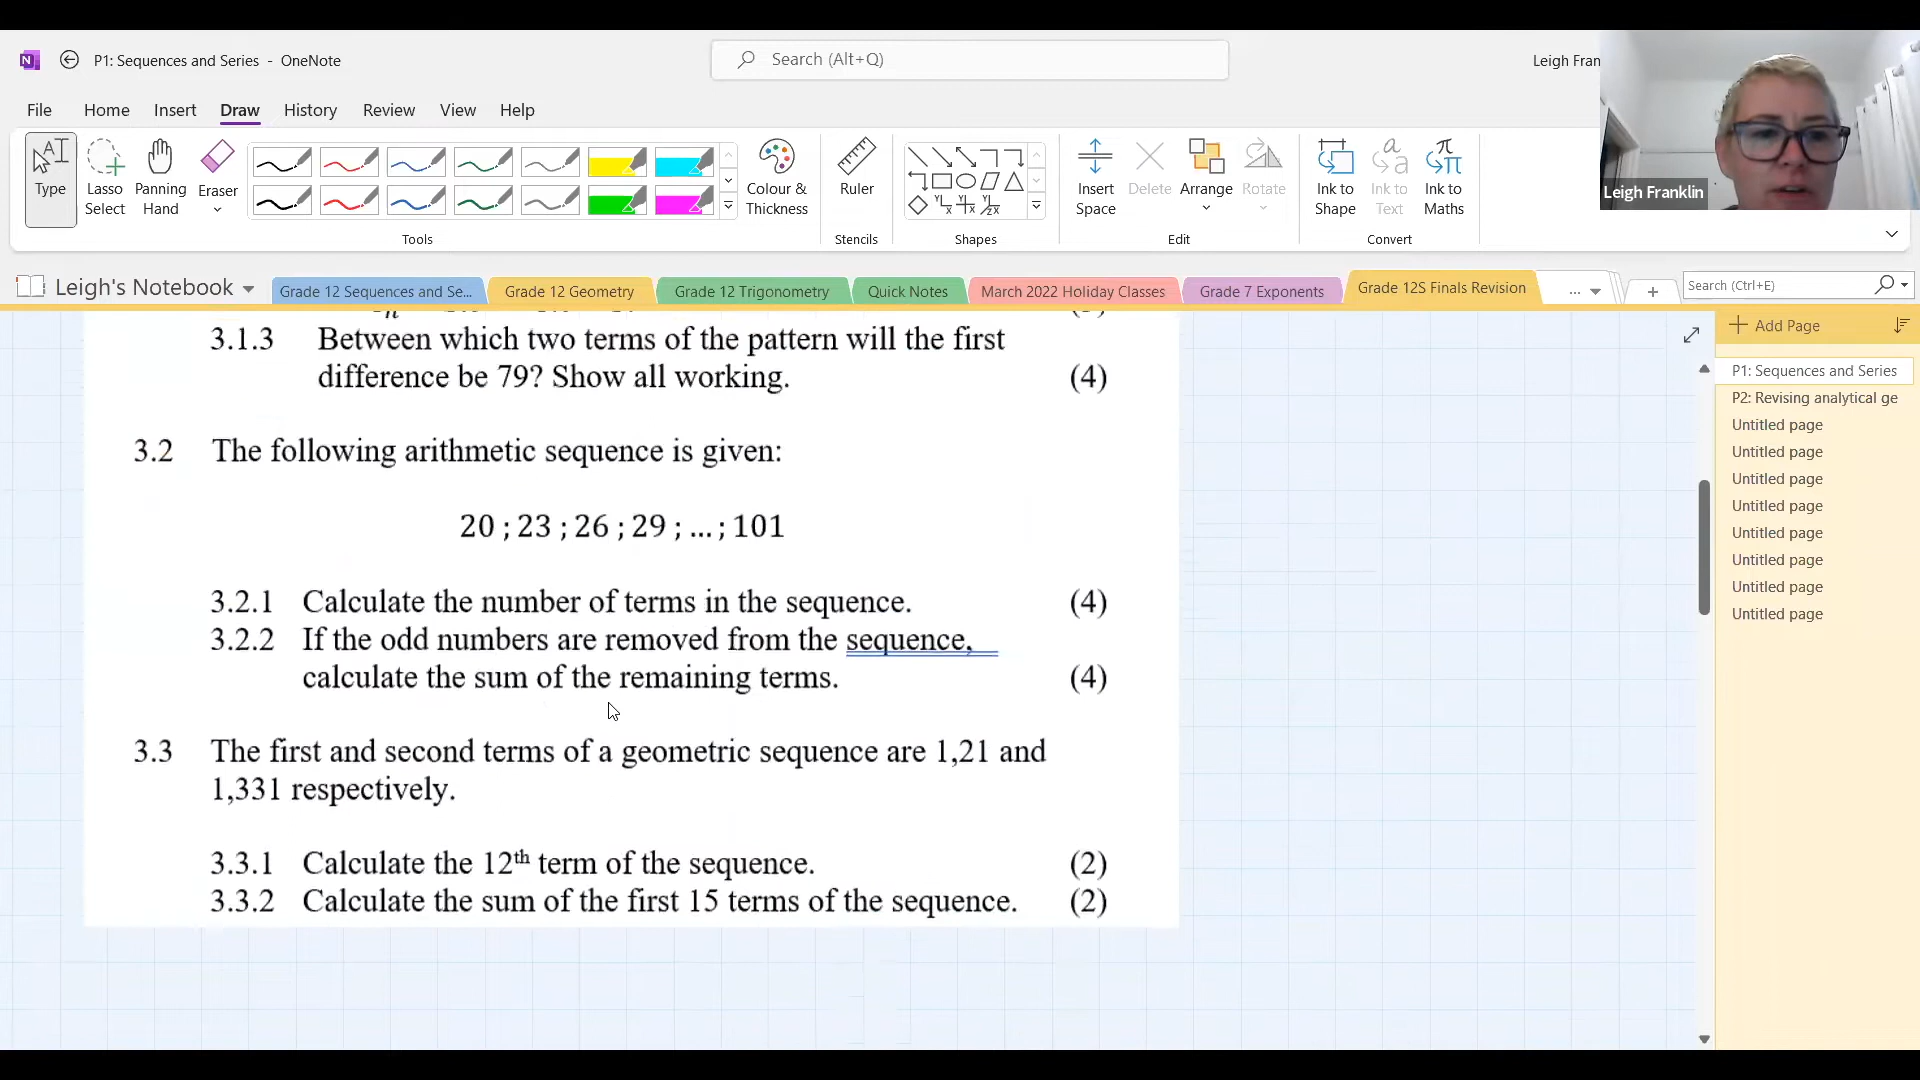 P1: Sequences and Series - OneNote
Search (Alt+Q)
Leigh Fran
File Home Insert Draw History Review View Help
Type
Lasso Select
Panning Hand
Eraser
Colour & Thickness
Ruler
Insert Space
Delete
Arrange
Rotate
Ink to Shape
Ink to Text
Ink to Maths
Leigh Franklin
Tools
Stencils
Shapes
Edit
Convert
Leigh's Notebook
Grade 12 Sequences and Se...
Grade 12 Geometry
Grade 12 Trigonometry
Quick Notes
March 2022 Holiday Classes
Grade 7 Exponents
Grade 12S Finals Revision
...
Search (Ctrl+E)
3.1.3 Between which two terms of the pattern will the first
difference be 79? Show all working. (4)
3.2 The following arithmetic sequence is given:
20 ; 23 ; 26 ; 29 ; ... ; 101
3.2.1 Calculate the number of terms in the sequence. (4)
3.2.2 If the odd numbers are removed from the sequence,
calculate the sum of the remaining terms. (4)
3.3 The first and second terms of a geometric sequence are 1,21 and
1,331 respectively.
3.3.1 Calculate the 12th term of the sequence. (2)
3.3.2 Calculate the sum of the first 15 terms of the sequence. (2)
Add Page
P1: Sequences and Series
P2: Revising analytical ge
Untitled page
Untitled page
Untitled page
Untitled page
Untitled page
Untitled page
Untitled page
Untitled page